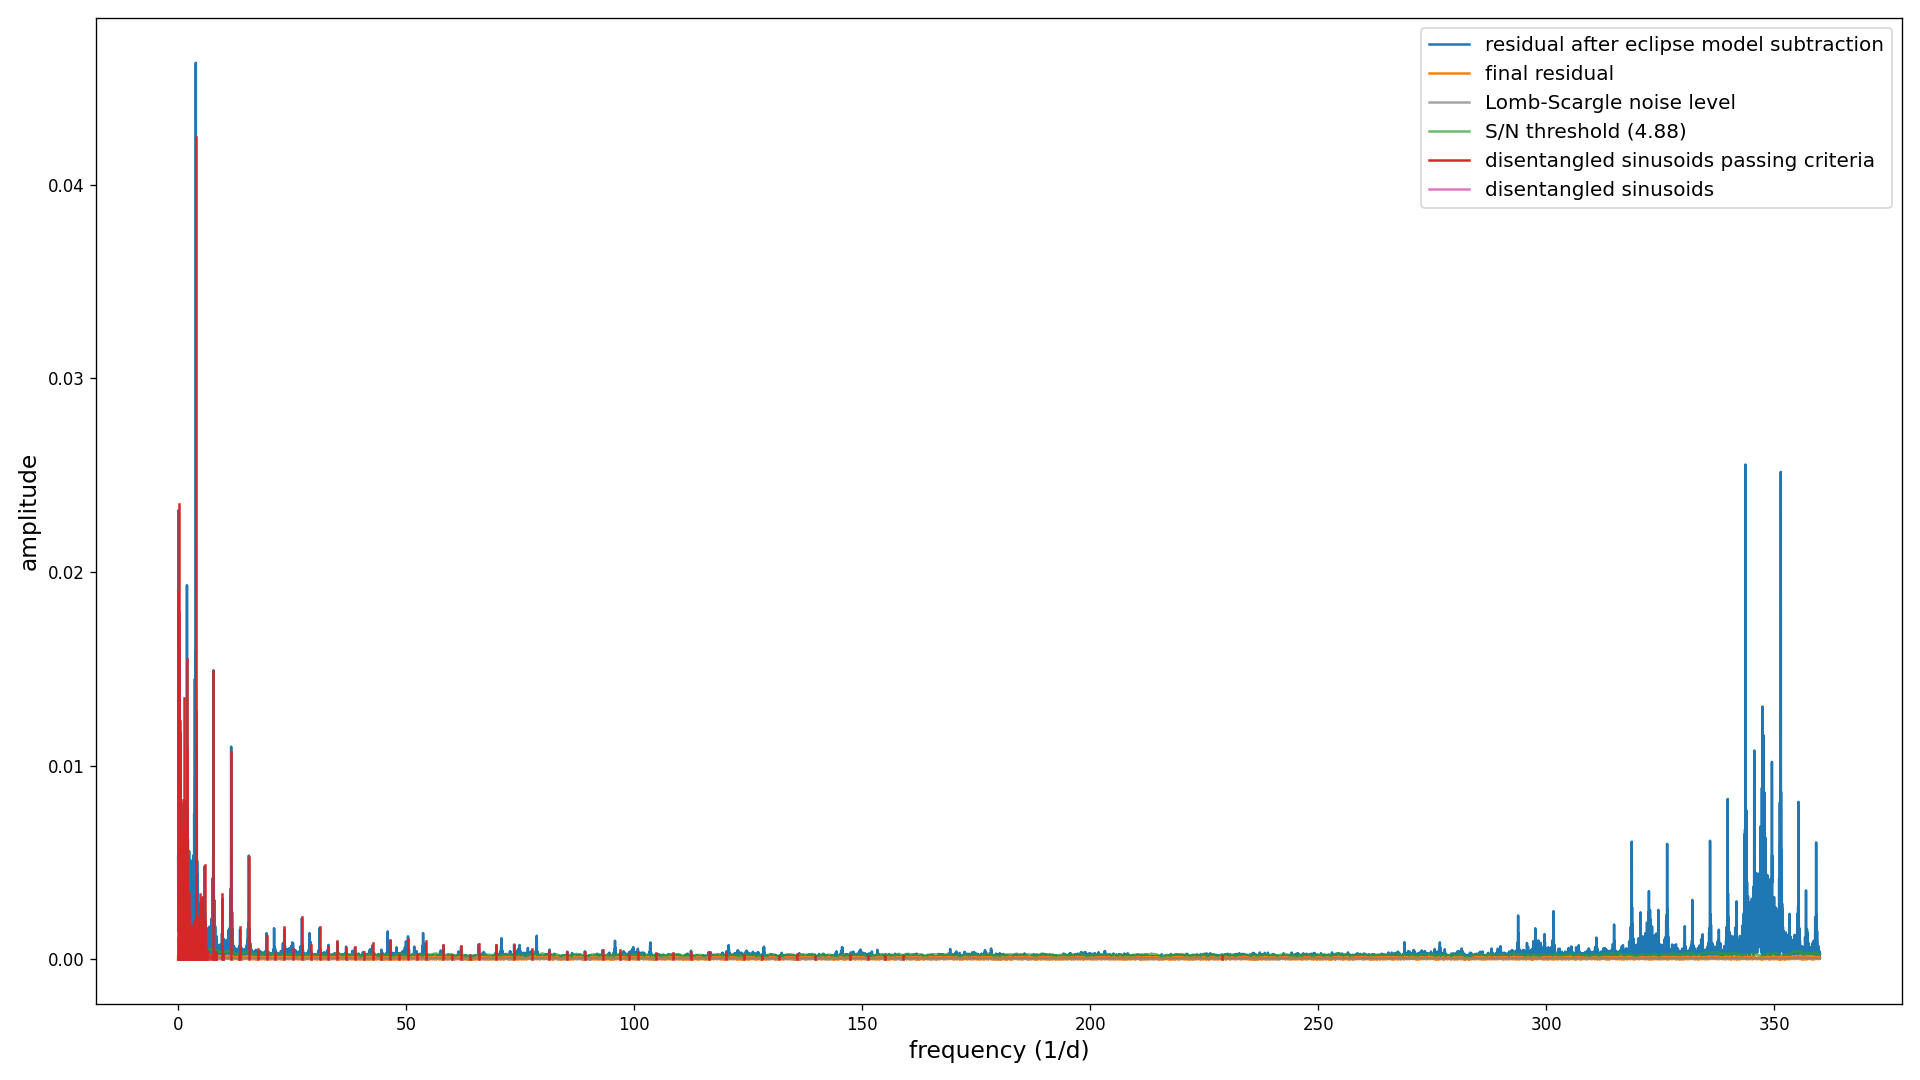 residual after eclipse model subtraction
final residual
Lomb-Scargle noise level
S/N threshold (4.88)
disentangled sinusoids passing criteria
disentangled sinusoids
amplitude
0.04
0.03
0.02
0.01
0.00
0 50 100 150 200 250 300 350
frequency (1/d)